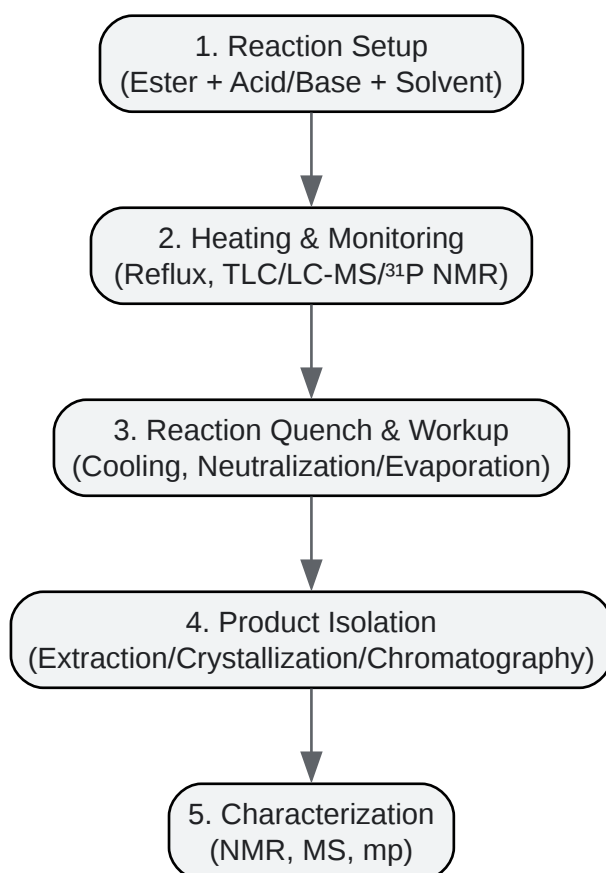 1. Reaction Setup
(Ester + Acid/Base + Solvent)
2. Heating & Monitoring
(Reflux, TLC/LC-MS/³¹P NMR)
3. Reaction Quench & Workup
(Cooling, Neutralization/Evaporation)
4. Product Isolation
(Extraction/Crystallization/Chromatography)
5. Characterization
(NMR, MS, mp)